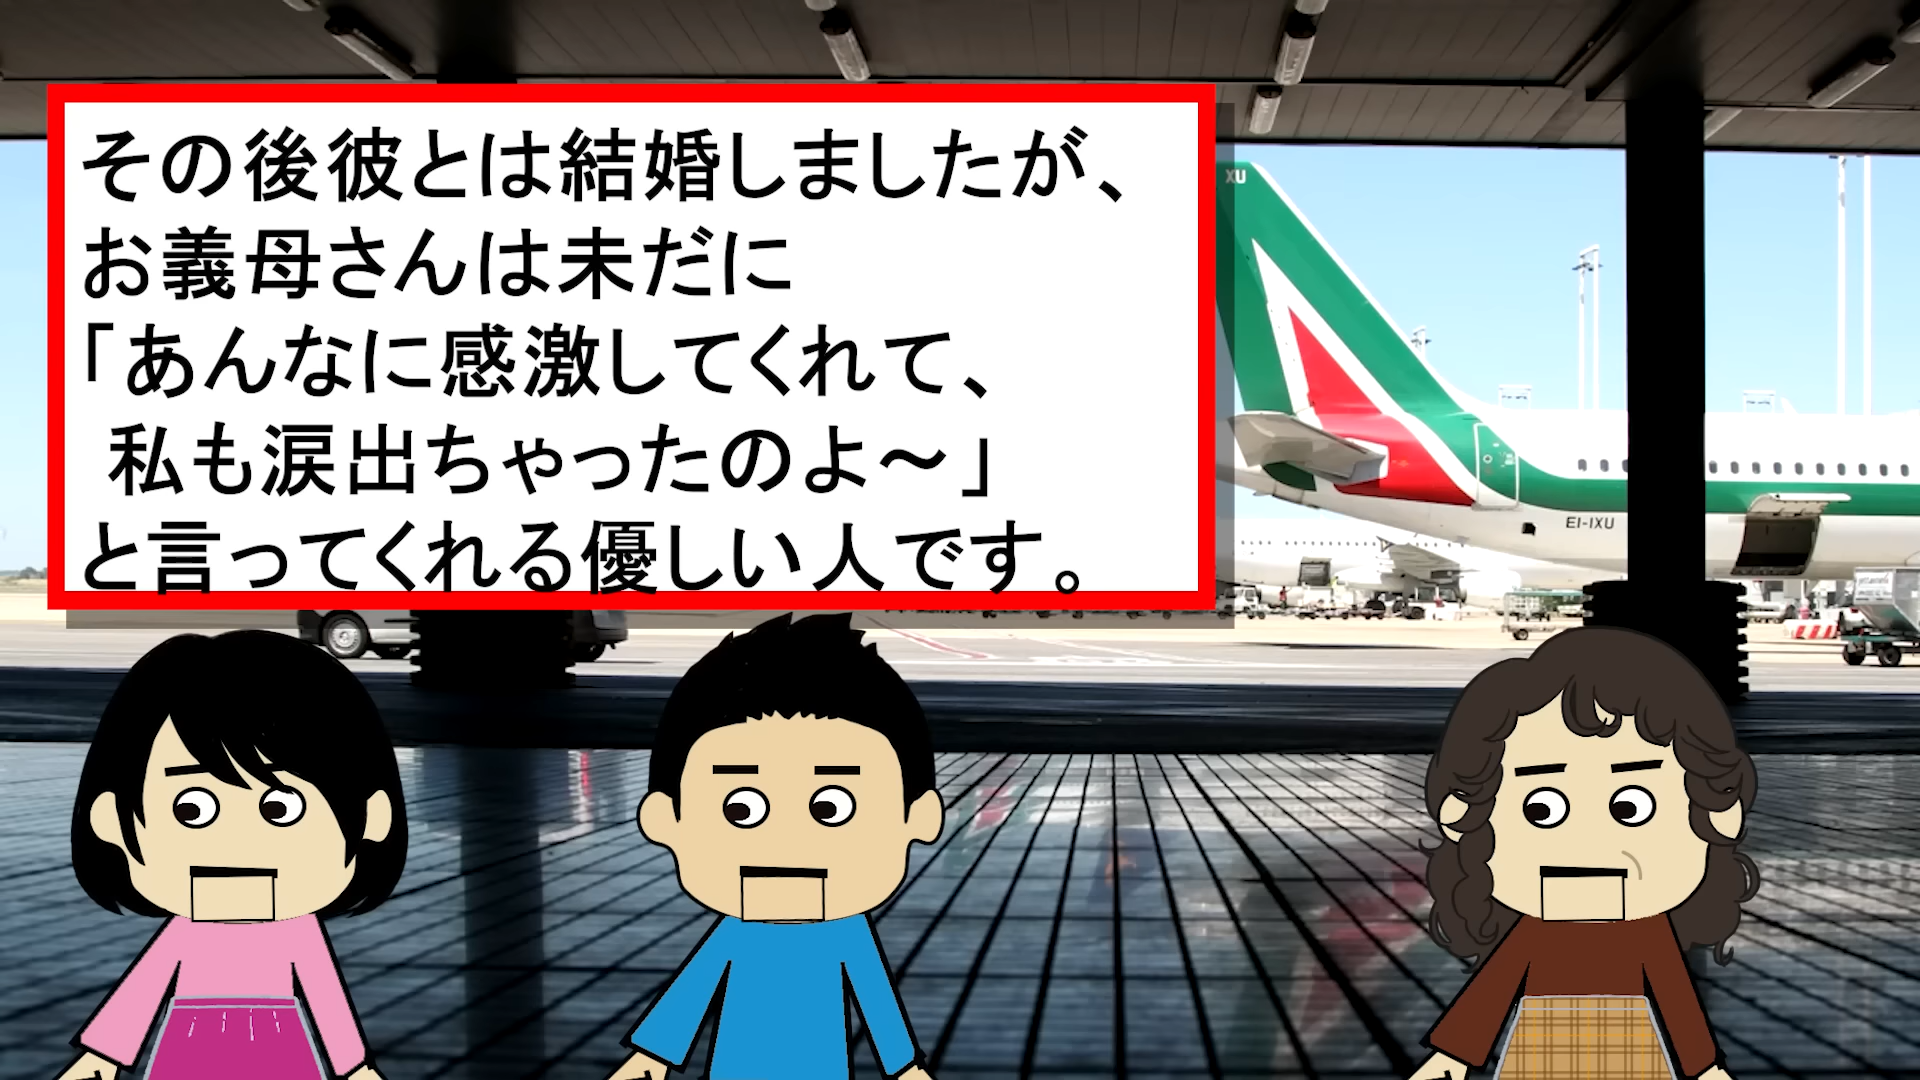 その後彼とは結婚しましたが、
お義母さんは未だに
「あんなに感激してくれて、
私も涙出ちゃったのよ～」
と言ってくれる優しい人です。
XU
EI-IXU